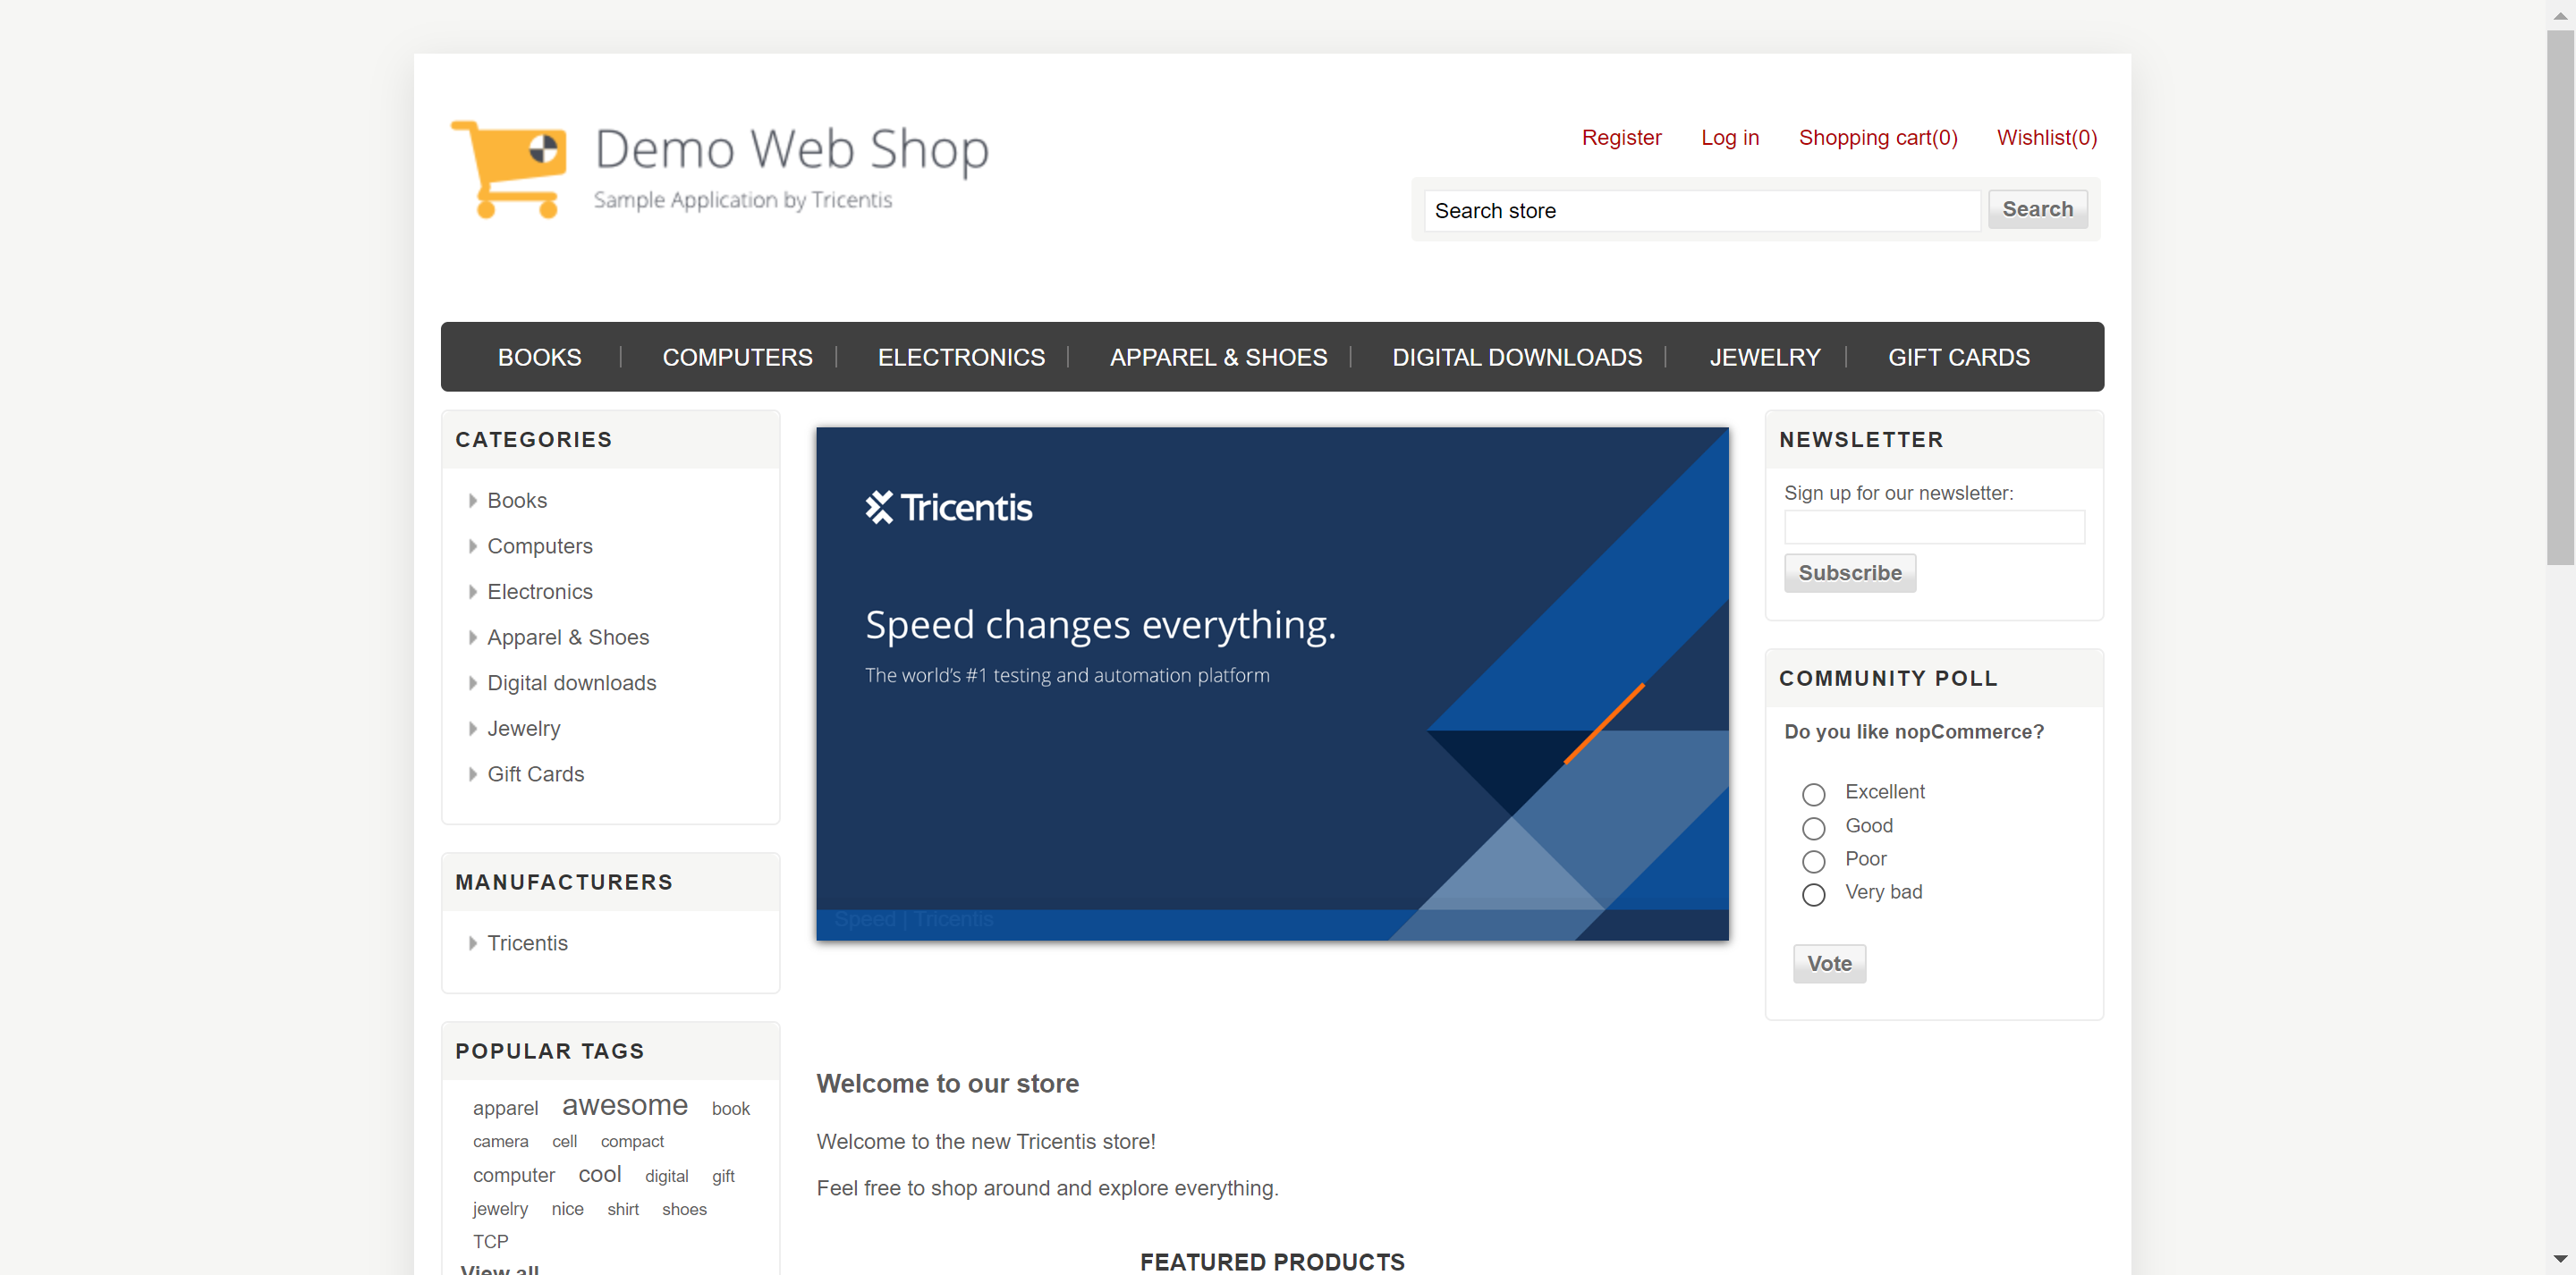 Demo Web Shop
Sample Application by Tricentis
Register Log in Shopping cart(0) Wishlist(0)
Search store Search
BOOKS COMPUTERS ELECTRONICS APPAREL & SHOES DIGITAL DOWNLOADS JEWELRY GIFT CARDS
CATEGORIES
Books
Computers
Electronics
Apparel & Shoes
Digital downloads
Jewelry
Gift Cards
MANUFACTURERS
Tricentis
POPULAR TAGS
apparel awesome book
camera cell compact
computer cool digital gift
jewelry nice shirt shoes
TCP
View all
Tricentis
Speed changes everything.
The world's #1 testing and automation platform
Speed | Tricentis
Welcome to our store
Welcome to the new Tricentis store!
Feel free to shop around and explore everything.
FEATURED PRODUCTS
NEWSLETTER
Sign up for our newsletter:
Subscribe
COMMUNITY POLL
Do you like nopCommerce?
Excellent
Good
Poor
Very bad
Vote